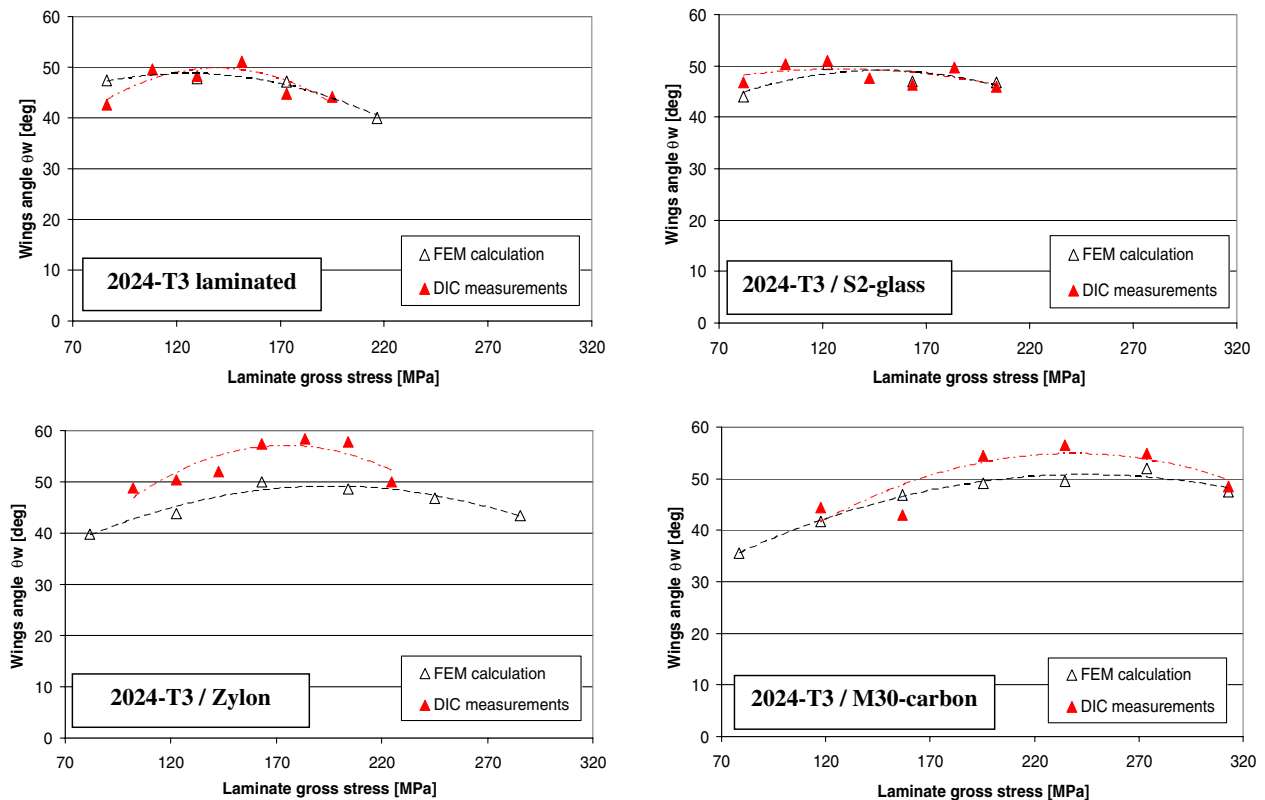 60
50
40
30
20
10
0
Wings angle θw [deg]
2024-T3 laminated
FEM calculation
DIC measurements
70 120 170 220 270 320
Laminate gross stress [MPa]
60
50
40
30
20
10
0
Wings angle θw [deg]
2024-T3 / S2-glass
FEM calculation
DIC measurements
70 120 170 220 270 320
Laminate gross stress [MPa]
60
50
40
30
20
10
0
Wings angle θw [deg]
2024-T3 / Zylon
FEM calculation
DIC measurements
70 120 170 220 270 320
Laminate gross stress [MPa]
60
50
40
30
20
10
0
Wings angle θw [deg]
2024-T3 / M30-carbon
FEM calculation
DIC measurements
70 120 170 220 270 320
Laminate gross stress [MPa]